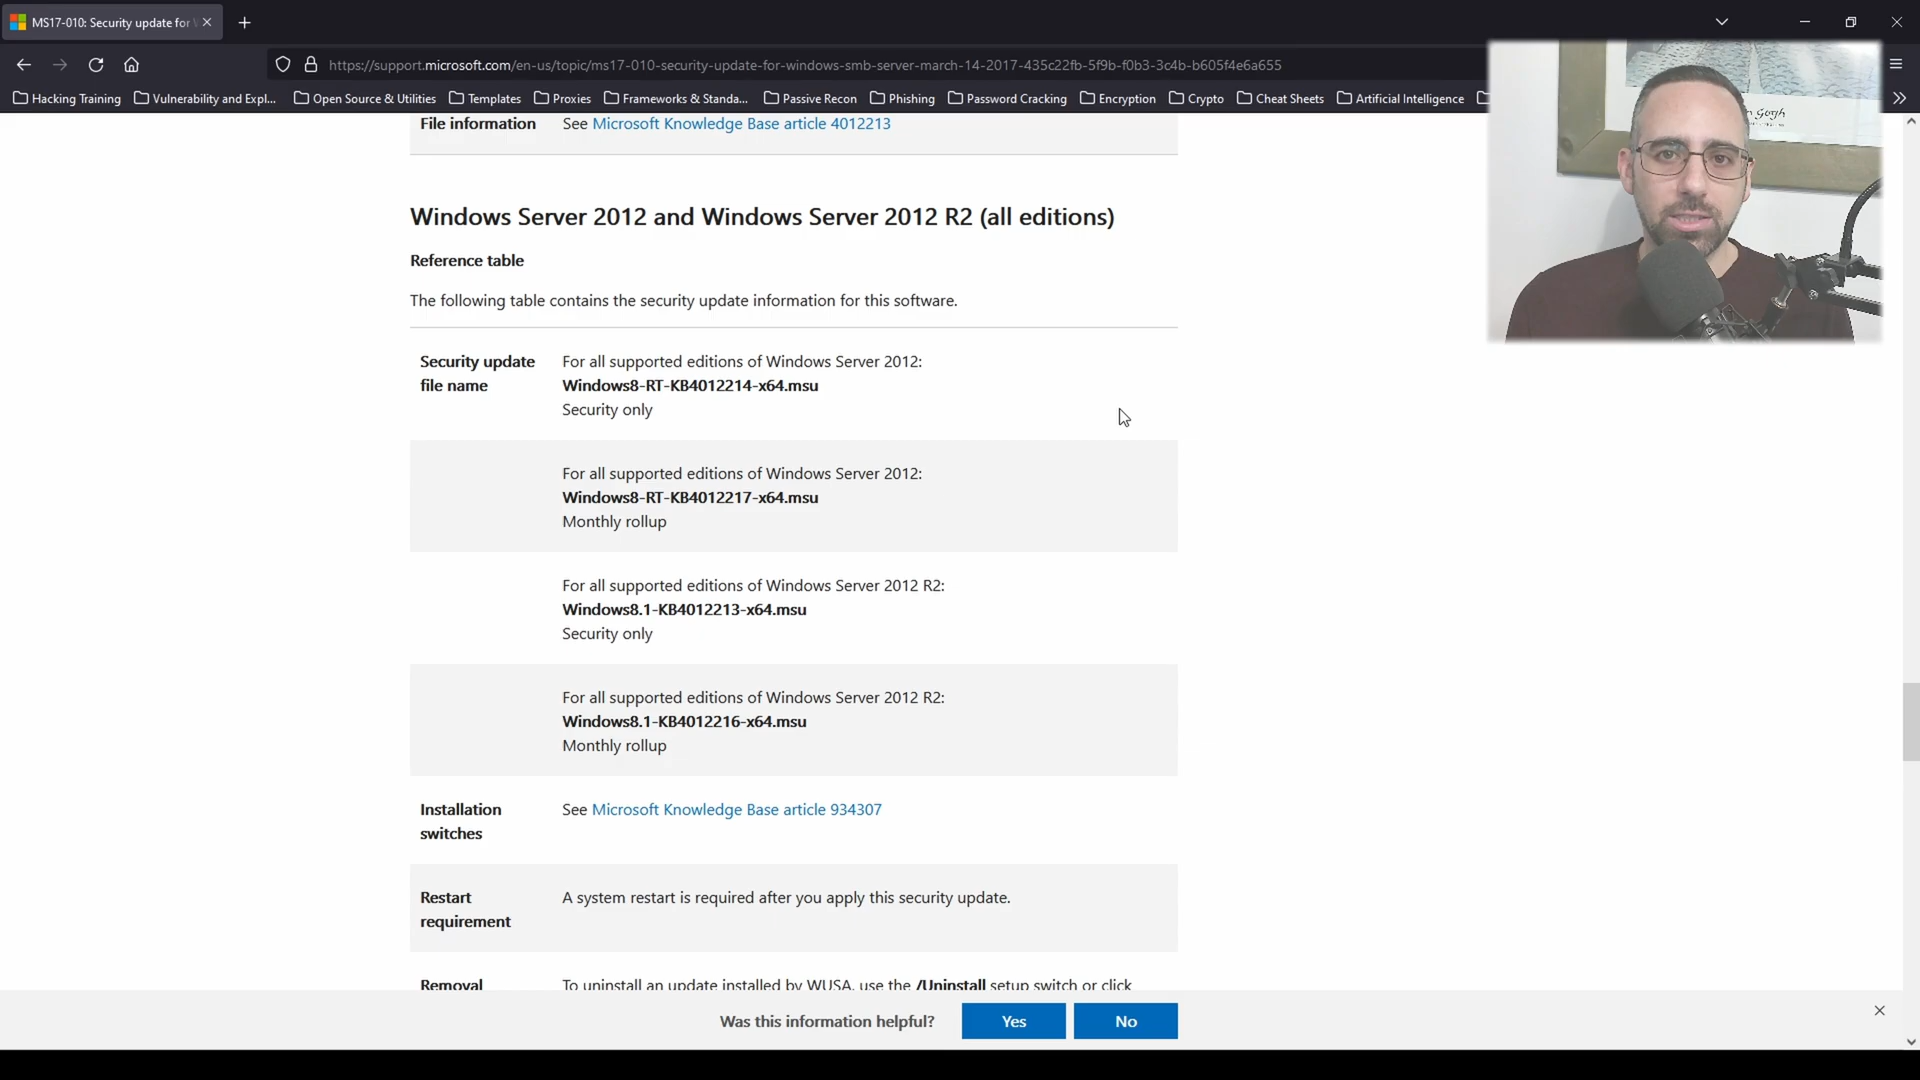 MS17-010: Security update for W
https://support.microsoft.com/en-us/topic/ms17-010-security-update-for-windows-smb-server-march-14-2017-435c22fb-5f9b-f0b3-3c4b-b605f4e6a655
Hacking Training
Vulnerability and Expl...
Open Source & Utilities
Templates
Proxies
Frameworks & Standa...
Passive Recon
Phishing
Password Cracking
Encryption
Crypto
Cheat Sheets
Artificial Intelligence
File information See Microsoft Knowledge Base article 4012213
Windows Server 2012 and Windows Server 2012 R2 (all editions)
Reference table
The following table contains the security update information for this software.
Security update
file name
For all supported editions of Windows Server 2012:
Windows8-RT-KB4012214-x64.msu
Security only
For all supported editions of Windows Server 2012:
Windows8-RT-KB4012217-x64.msu
Monthly rollup
For all supported editions of Windows Server 2012 R2:
Windows8.1-KB4012213-x64.msu
Security only
For all supported editions of Windows Server 2012 R2:
Windows8.1-KB4012216-x64.msu
Monthly rollup
Installation
switches
See Microsoft Knowledge Base article 934307
Restart
requirement
A system restart is required after you apply this security update.
Removal To uninstall an update installed by WUSA, use the /Uninstall setup switch or click
Was this information helpful? Yes No